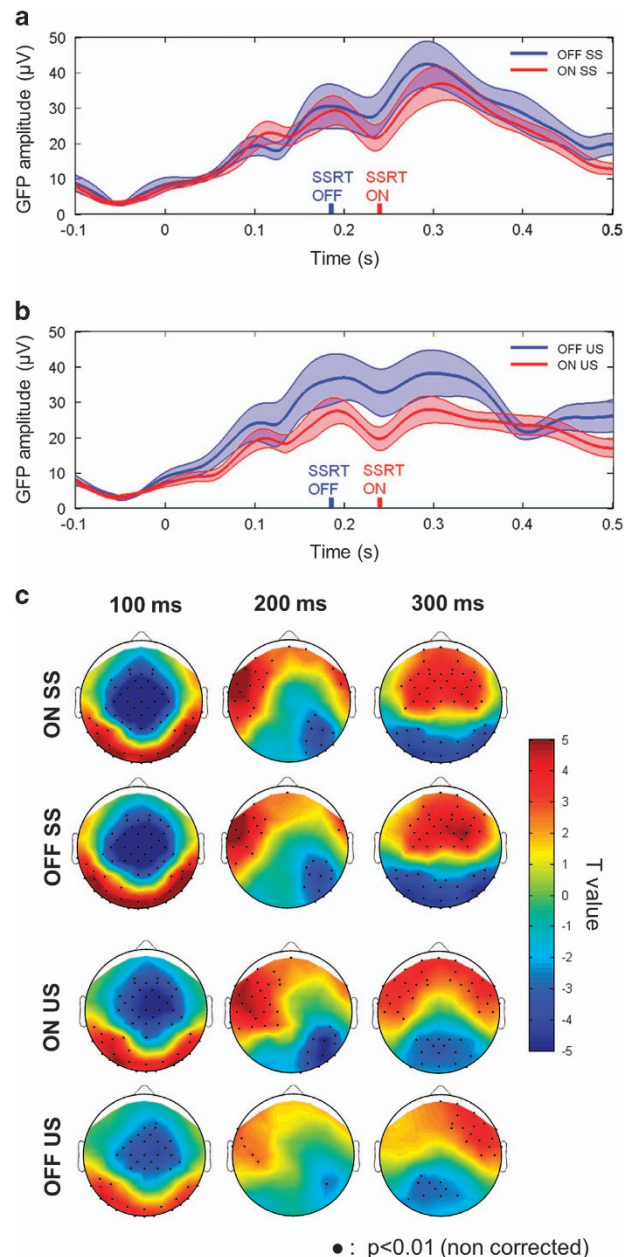 a
GFP amplitude (µV)
50
40
30
20
10
0
OFF SS
ON SS
SSRT SSRT
OFF ON
-0.1 0 0.1 0.2 0.3 0.4 0.5
Time (s)
b
GFP amplitude (µV)
50
40
30
20
10
0
OFF US
ON US
SSRT SSRT
OFF ON
-0.1 0 0.1 0.2 0.3 0.4 0.5
Time (s)
c
100 ms 200 ms 300 ms
ON SS
OFF SS
ON US
OFF US
5
4
3
2
1
0
-1
-2
-3
-4
-5
T value
● : p<0.01 (non corrected)